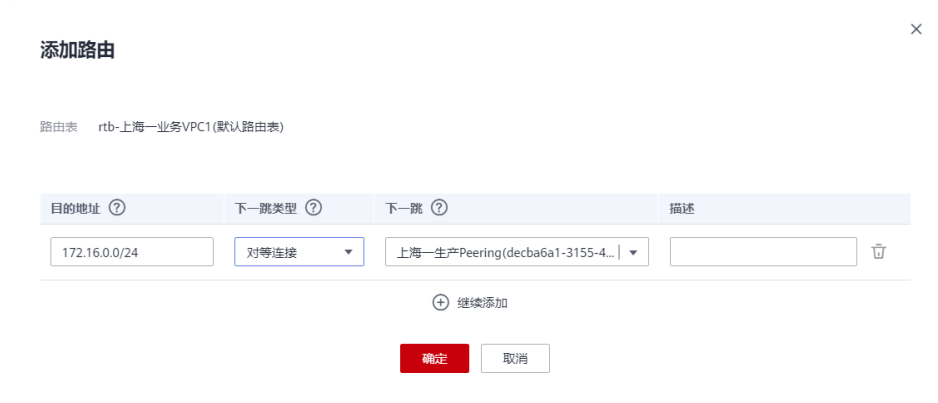 添加路由
路由表 rtb-上海一业务VPC1(默认路由表)
目的地址 ? 下一跳类型 ? 下一跳 ? 描述
172.16.0.0/24 对等连接 上海一生产Peering(decba6a1-3155-4...
继续添加
确定 取消